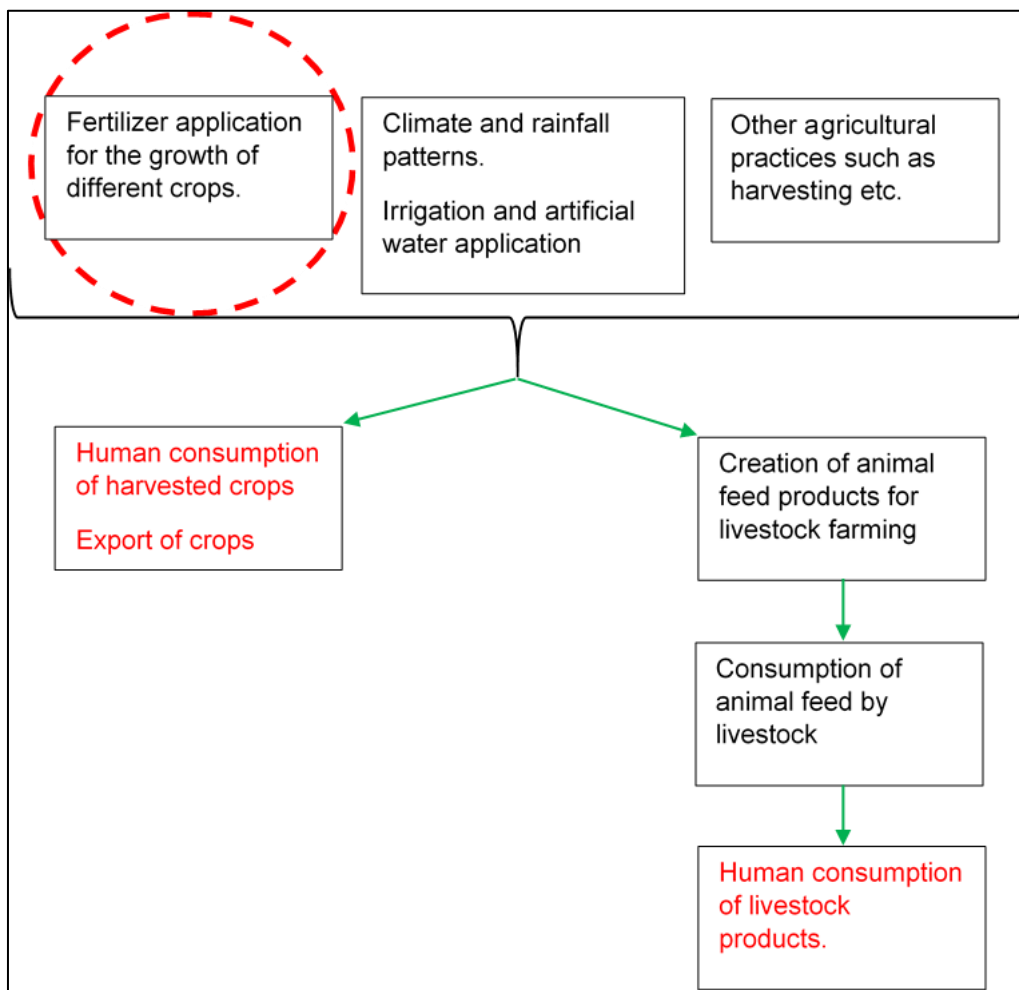 Fertilizer application
for the growth of
different crops.
Climate and rainfall
patterns.
Irrigation and artificial
water application
Other agricultural
practices such as
harvesting etc.
Human consumption
of harvested crops
Export of crops
Creation of animal
feed products for
livestock farming
Consumption of
animal feed by
livestock
Human consumption
of livestock
products.